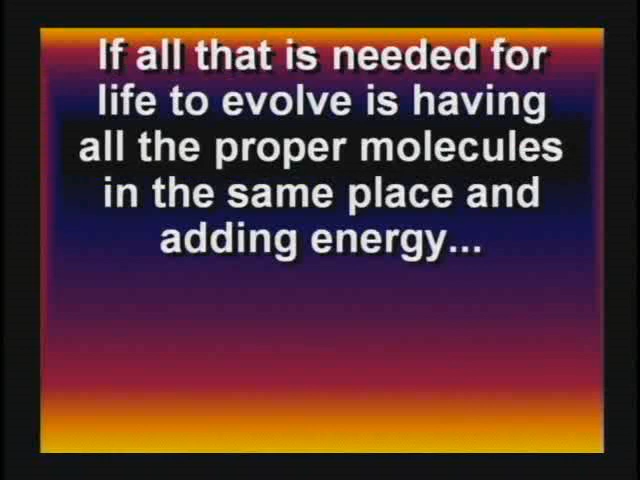 If all that is needed for
life to evolve is having
all the proper molecules
in the same place and
adding energy...